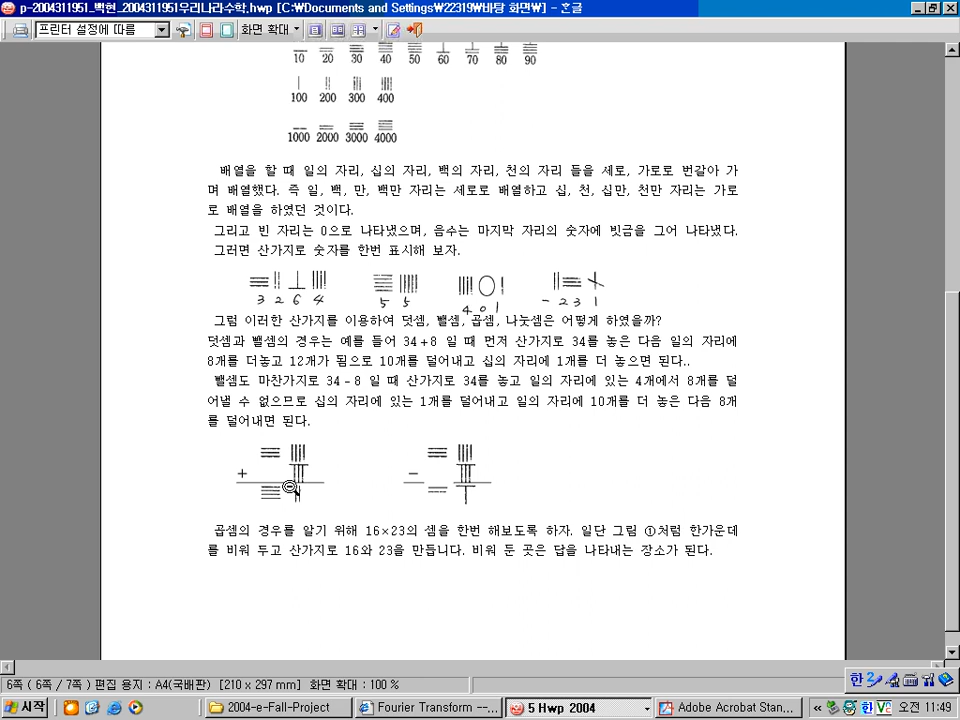 p-2004311951_백현_2004311951우리나라수학.hwp [C:₩Documents and Settings₩22319₩바탕 화면₩] - 흔글
프린터 설정에 따름 화면 확대
10 20 30 40 50 60 70 80 90
100 200 300 400
1000 2000 3000 4000
배열을 할 때 일의 자리, 십의 자리, 백의 자리, 천의 자리 들을 세로, 가로로 번갈아 가
며 배열했다. 즉 일, 백, 만, 백만 자리는 세로로 배열하고 십, 천, 십만, 천만 자리는 가로
로 배열을 하였던 것이다.
그리고 빈 자리는 0으로 나타냈으며, 음수는 마지막 자리의 숫자에 빗금을 그어 나타냈다.
그러면 산가지로 숫자를 한번 표시해 보자.
3 2 6 4 5 5 4 0 1 - 2 3 1
그럼 이러한 산가지를 이용하여 덧셈, 뺄셈, 곱셈, 나눗셈은 어떻게 하였을까?
덧셈과 뺄셈의 경우는 예를 들어 34+8 일 때 먼저 산가지로 34를 놓은 다음 일의 자리에
8개를 더놓고 12개가 됨으로 10개를 덜어내고 십의 자리에 1개를 더 놓으면 된다..
뺄셈도 마찬가지로 34-8 일 때 산가지로 34를 놓고 일의 자리에 있는 4개에서 8개를 덜
어낼 수 없으므로 십의 자리에 있는 1개를 덜어내고 일의 자리에 10개를 더 놓은 다음 8개
를 덜어내면 된다.
+ -
곱셈의 경우를 알기 위해 16×23의 셈을 한번 해보도록 하자. 일단 그림 ①처럼 한가운데
를 비워 두고 산가지로 16와 23을 만듭니다. 비워 둔 곳은 답을 나타내는 장소가 된다.
6쪽 ( 6쪽 / 7쪽 ) 편집 용지 : A4(국배판) [210 x 297 mm] 화면 확대 : 100 %
시작 2004-e-Fall-Project Fourier Transform --... 5 Hwp 2004 Adobe Acrobat Stan... « 한 오전 11:49